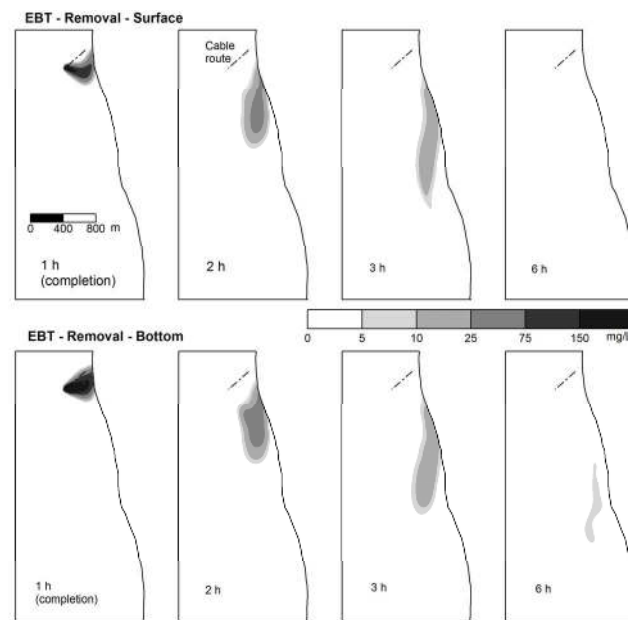 EBT - Removal - Surface
Cable
route
0 400 800 m
1 h
(completion)
2 h
3 h
6 h
EBT - Removal - Bottom
0 5 10 25 75 150 mg/l
1 h
(completion)
2 h
3 h
6 h